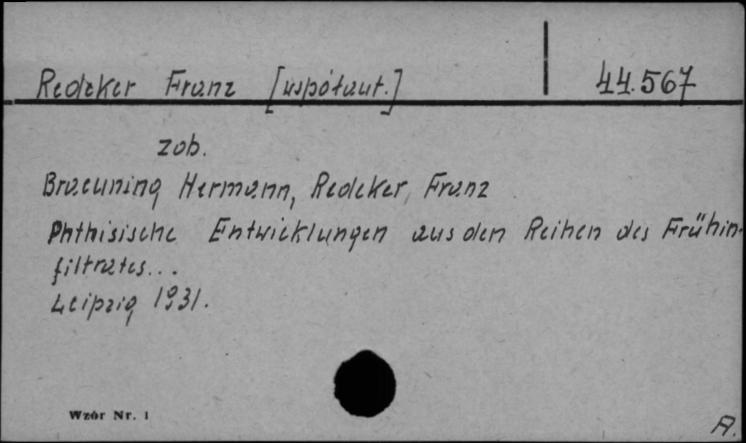 Redeker Franz [współaut.] 44.567
zob.
Braeuning Hermann, Redeker, Franz
Phthisische Entwicklungen aus den Reihen des Frühin-
filtrates...
Leipzig 1931.
Wzór Nr. 1
A.